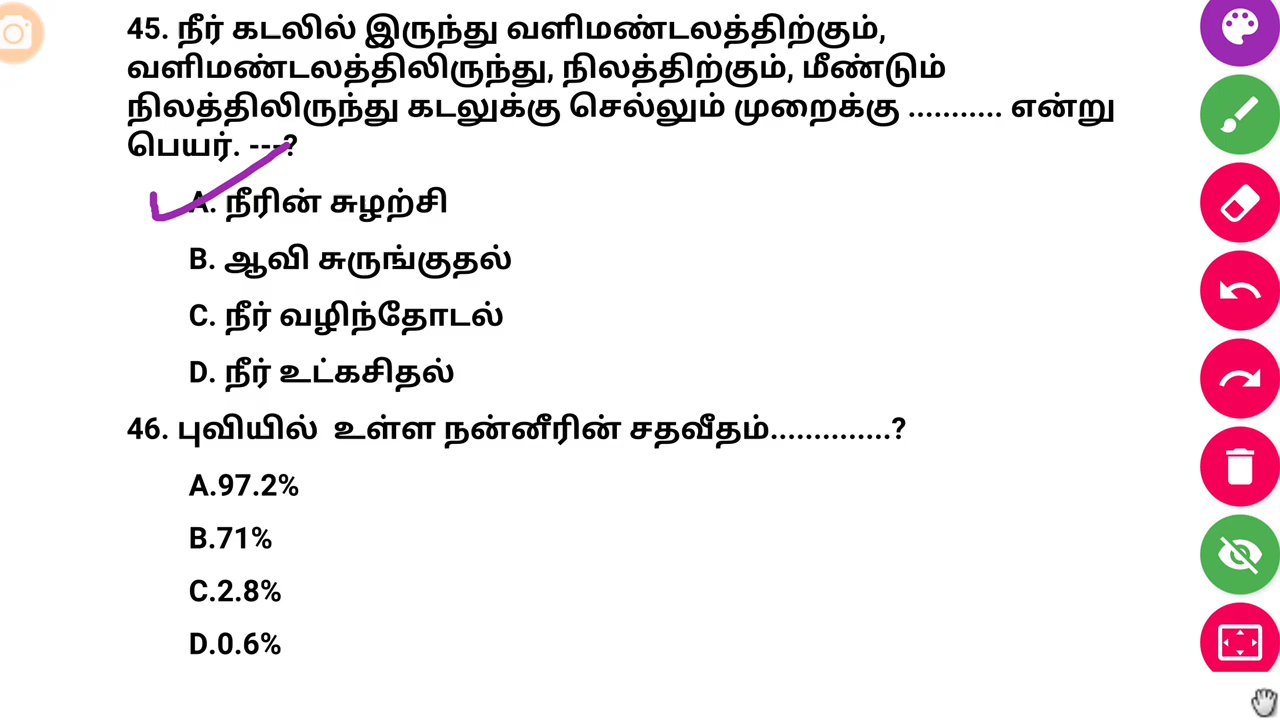 45. நீர் கடலில் இருந்து வளிமண்டலத்திற்கும்,
வளிமண்டலத்திலிருந்து, நிலத்திற்கும், மீண்டும்
நிலத்திலிருந்து கடலுக்கு செல்லும் முறைக்கு ........... என்று
பெயர். ---?
A. நீரின் சுழற்சி
B. ஆவி சுருங்குதல்
C. நீர் வழிந்தோடல்
D. நீர் உட்கசிதல்
46. புவியில் உள்ள நன்னீரின் சதவீதம்..............?
A.97.2%
B.71%
C.2.8%
D.0.6%